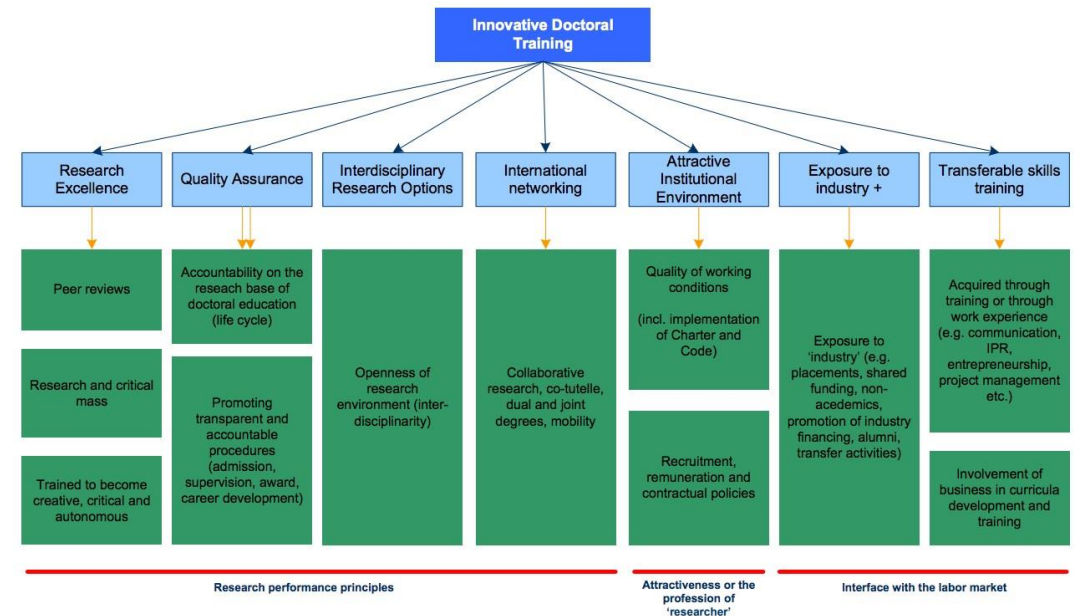 Innovative Doctoral
Training
Research
Excellence
Quality Assurance
Interdisciplinary
Research Options
International
networking
Attractive
Institutional
Environment
Exposure to
industry +
Transferable skills
training
Peer reviews
Research and critical
mass
Trained to become
creative, critical and
autonomous
Accountability on the
reseach base of
doctoral education
(life cycle)
Promoting
transparent and
accountable
procedures
(admission,
supervision, award,
career development)
Openness of
research
environment (inter-
disciplinarity)
Collaborative
research, co-tutelle,
dual and joint
degrees, mobility
Quality of working
conditions
(incl. implementation
of Charter and
Code)
Recruitment,
remuneration and
contractual policies
Exposure to
‘industry’ (e.g.
placements, shared
funding, non-
acedemics,
promotion of industry
financing, alumni,
transfer activities)
Acquired through
training or through
work experience
(e.g. communication,
IPR,
entrepreneurship,
project management
etc.)
Involvement of
business in curricula
development and
training
Research performance principles
Attractiveness or the
profession of
‘researcher’
Interface with the labor market